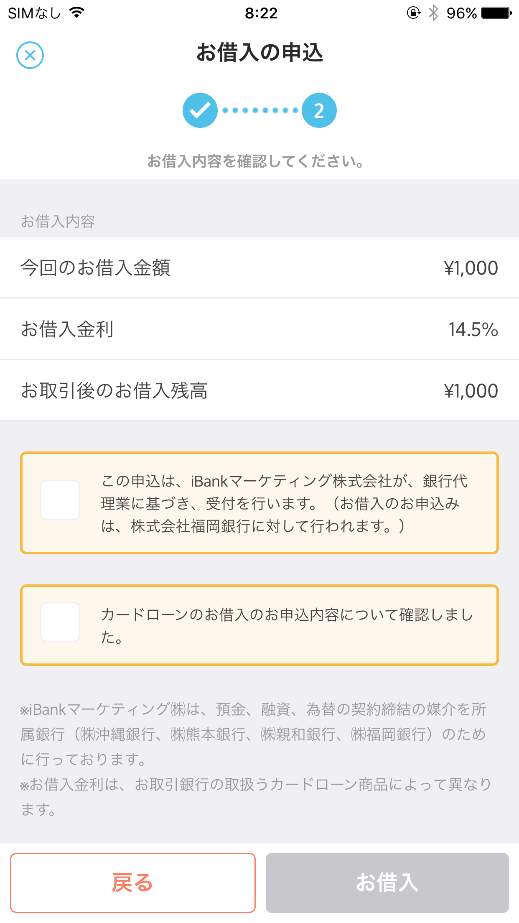 SIMなし 8:22 96%
お借入の申込
2
お借入内容を確認してください。
お借入内容
今回のお借入金額 ¥1,000
お借入金利 14.5%
お取引後のお借入残高 ¥1,000
この申込は、iBankマーケティング株式会社が、銀行代
理業に基づき、受付を行います。（お借入のお申込み
は、株式会社福岡銀行に対して行われます。）
カードローンのお借入のお申込内容について確認しまし
た。
※iBankマーケティング㈱は、預金、融資、為替の契約締結の媒介を所
属銀行（㈱沖縄銀行、㈱熊本銀行、㈱親和銀行、㈱福岡銀行）のため
に行っております。
※お借入金利は、お取引銀行の取扱うカードローン商品によって異なり
ます。
戻る お借入